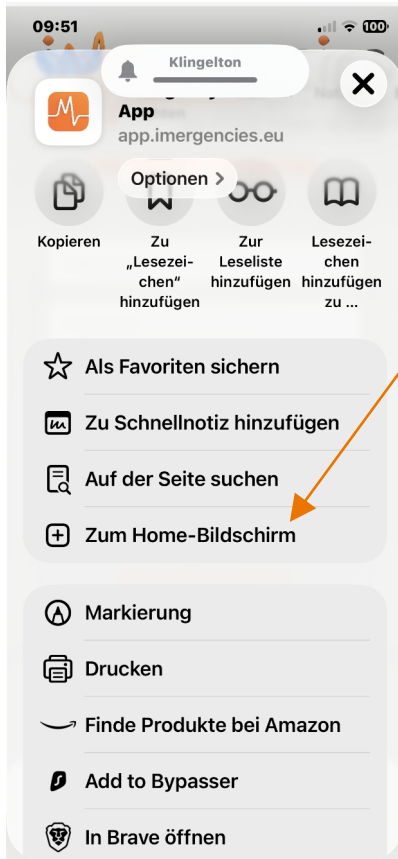 09:51
100
Klingelton
App
app.imergencies.eu
Optionen
Kopieren
Zu
„Lesezei-
chen“
hinzufügen
Zur
Leseliste
hinzufügen
Lesezei-
chen
hinzufügen
zu ...
Als Favoriten sichern
Zu Schnellnotiz hinzufügen
Auf der Seite suchen
Zum Home-Bildschirm
Markierung
Drucken
Finde Produkte bei Amazon
Add to Bypasser
In Brave öffnen